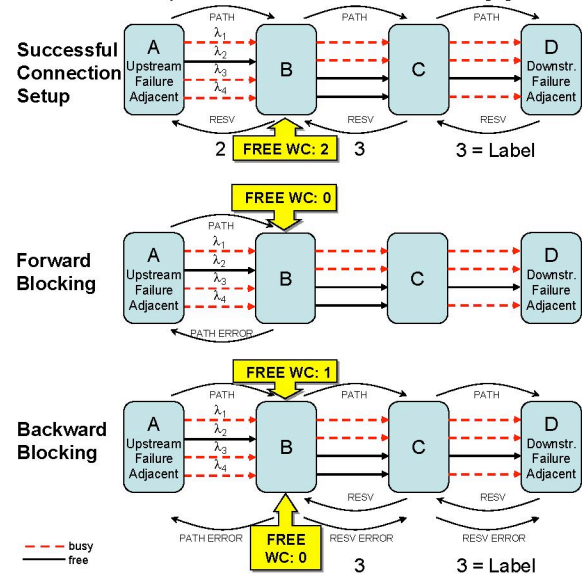 PATH
PATH
PATH
Successful
Connection
Setup
A
Upstream
Failure
Adjacent
λ1
λ2
λ3
λ4
B
C
D
Downstr.
Failure
Adjacent
RESV
RESV
RESV
2
FREE WC: 2
3
3 = Label
FREE WC: 0
PATH
Forward
Blocking
A
Upstream
Failure
Adjacent
λ1
λ2
λ3
λ4
B
C
D
Downstr.
Failure
Adjacent
PATH ERROR
FREE WC: 1
PATH
PATH
PATH
Backward
Blocking
A
Upstream
Failure
Adjacent
λ1
λ2
λ3
λ4
B
C
D
Downstr.
Failure
Adjacent
RESV
RESV
PATH ERROR
FREE
WC: 0
RESV ERROR
RESV ERROR
3
3 = Label
busy
free